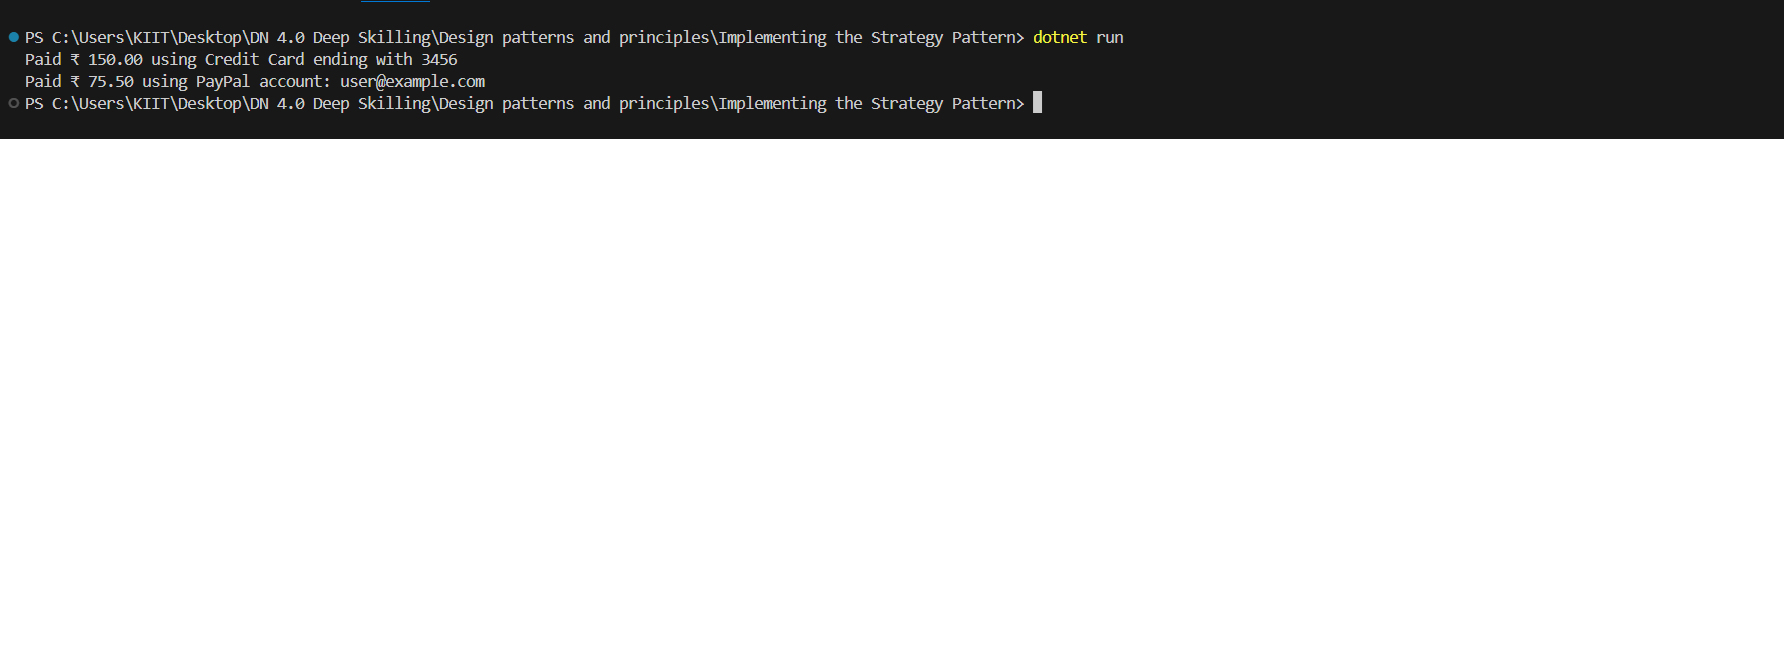 PS C:\Users\KIIT\Desktop\DN 4.0 Deep Skilling\Design patterns and principles\Implementing the Strategy Pattern> dotnet run
Paid ₹ 150.00 using Credit Card ending with 3456
Paid ₹ 75.50 using PayPal account: user@example.com
PS C:\Users\KIIT\Desktop\DN 4.0 Deep Skilling\Design patterns and principles\Implementing the Strategy Pattern>